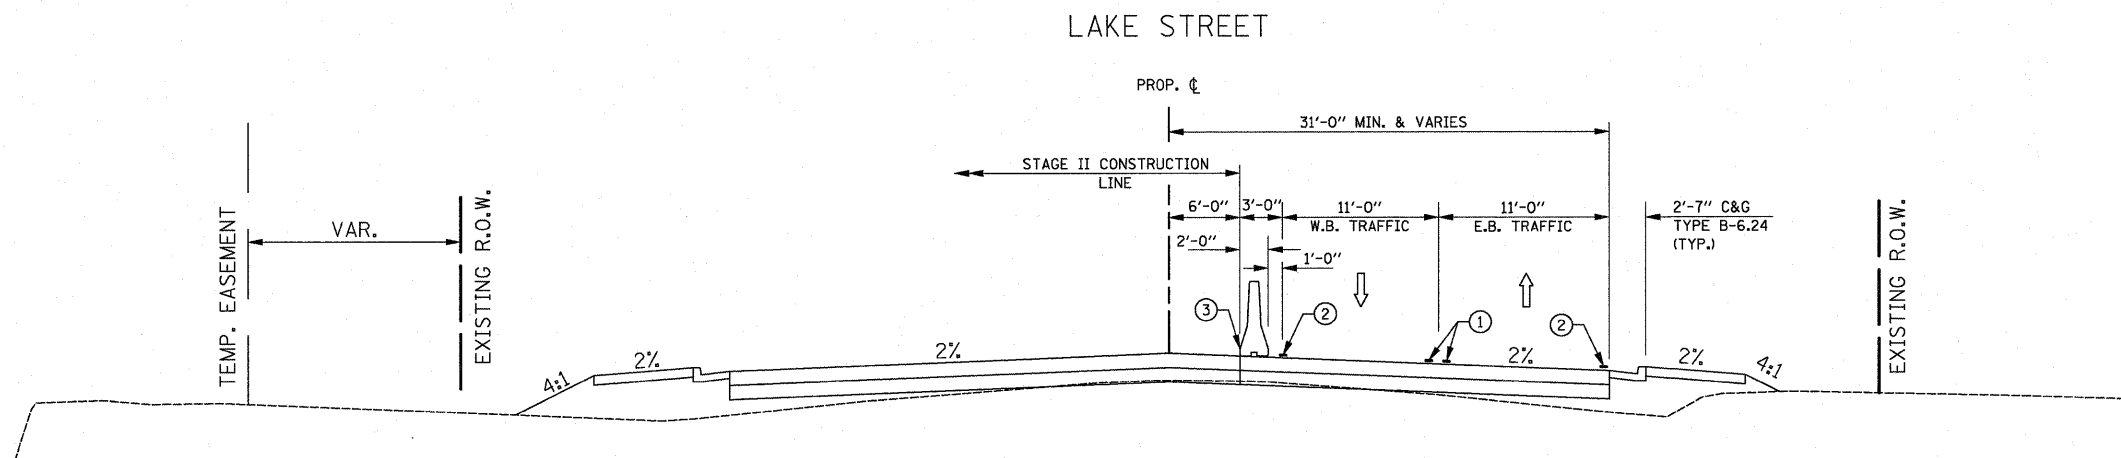 LAKE STREET
PROP. ℄
31'-0" MIN. & VARIES
STAGE II CONSTRUCTION
LINE
6'-0"
3'-0"
11'-0"
W.B. TRAFFIC
11'-0"
E.B. TRAFFIC
2'-7" C&G
TYPE B-6.24
(TYP.)
2'-0"
1'-0"
TEMP. EASEMENT
VAR.
EXISTING R.O.W.
EXISTING R.O.W.
3
2
1
2
4:1
2%
2%
2%
2%
4:1